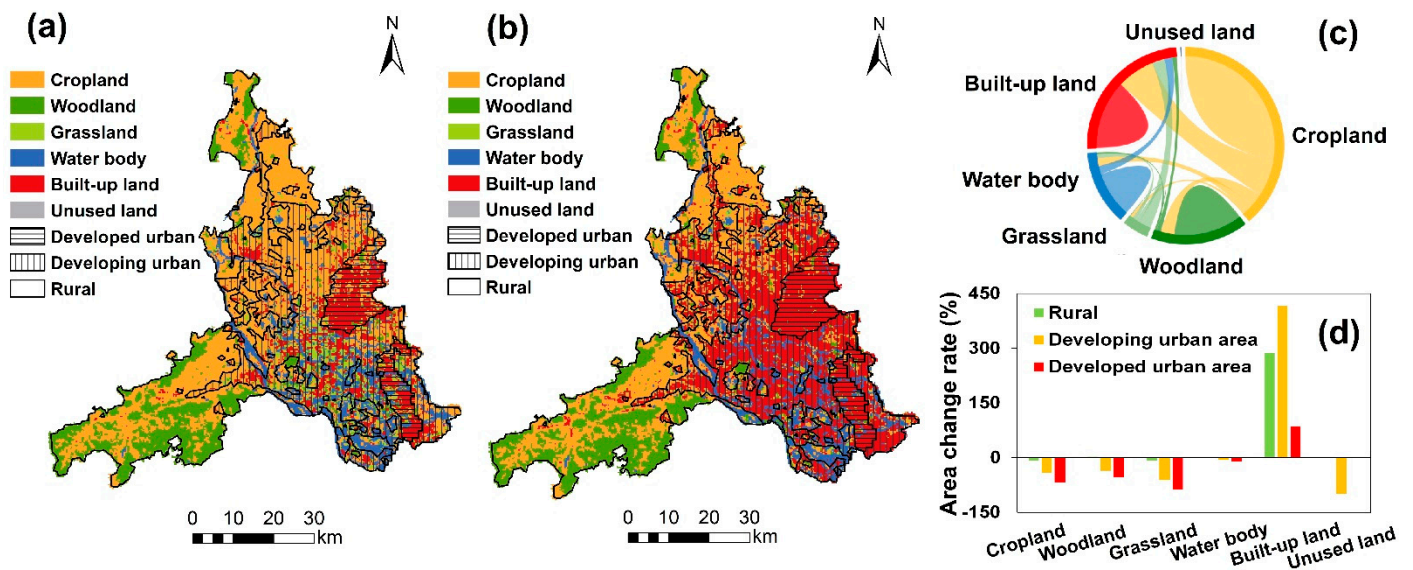 (a)
N
Cropland
Woodland
Grassland
Water body
Built-up land
Unused land
Developed urban
Developing urban
Rural
0 10 20 30
km
(b)
N
Cropland
Woodland
Grassland
Water body
Built-up land
Unused land
Developed urban
Developing urban
Rural
0 10 20 30
km
(c)
Unused land
Built-up land
Cropland
Water body
Grassland
Woodland
(d)
Area change rate (%)
450
300
150
0
-150
Rural
Developing urban area
Developed urban area
Cropland
Woodland
Grassland
Water body
Built-up land
Unused land